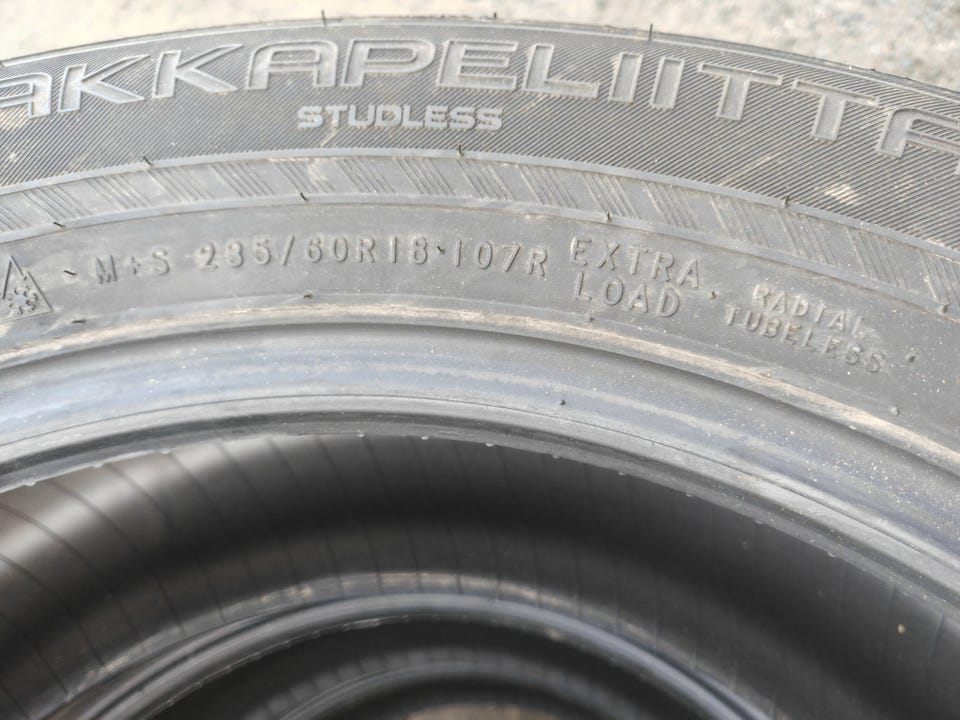 AKKAPELIITTA
STUDLESS
M+S 235/60R18·107R EXTRA LOAD · RADIAL TUBELESS ·